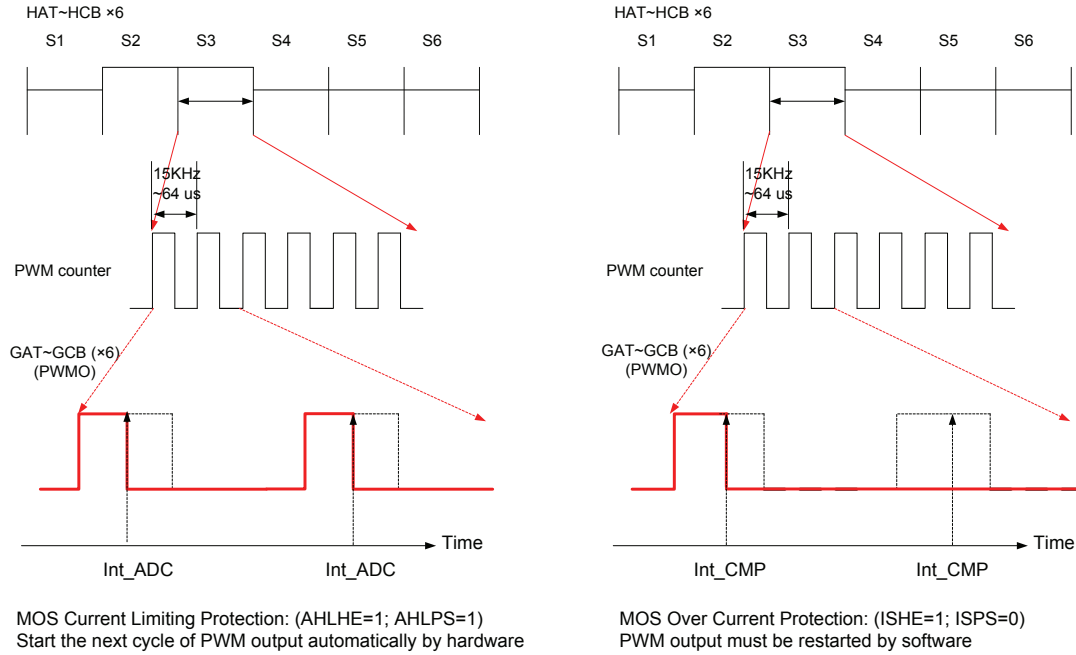 HAT~HCB ×6
S1 S2 S3 S4 S5 S6
15KHz
~64 us
PWM counter
GAT~GCB (×6)
(PWMO)
Time
Int_ADC Int_ADC
MOS Current Limiting Protection: (AHLHE=1; AHLPS=1)
Start the next cycle of PWM output automatically by hardware
HAT~HCB ×6
S1 S2 S3 S4 S5 S6
15KHz
~64 us
PWM counter
GAT~GCB (×6)
(PWMO)
Time
Int_CMP Int_CMP
MOS Over Current Protection: (ISHE=1; ISPS=0)
PWM output must be restarted by software